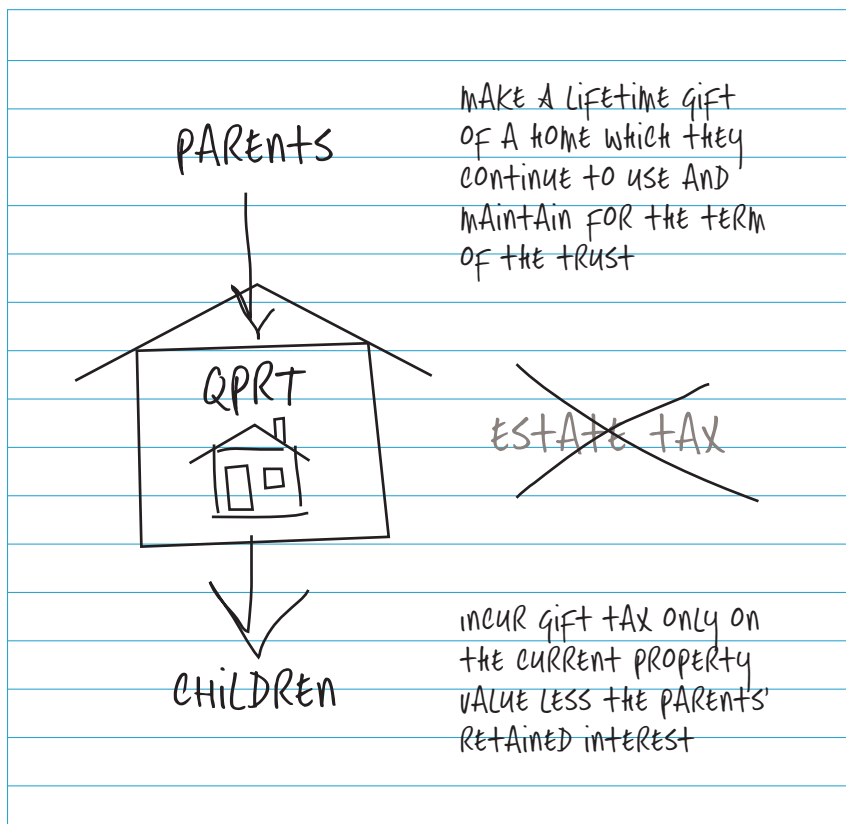 PARENTS
MAKE A LIFETIME GIFT
OF A HOME WHICH THEY
CONTINUE TO USE AND
MAINTAIN FOR THE TERM
OF THE TRUST
QPRT
ESTATE TAX
CHILDREN
INCUR GIFT TAX ONLY ON
THE CURRENT PROPERTY
VALUE LESS THE PARENTS'
RETAINED INTEREST